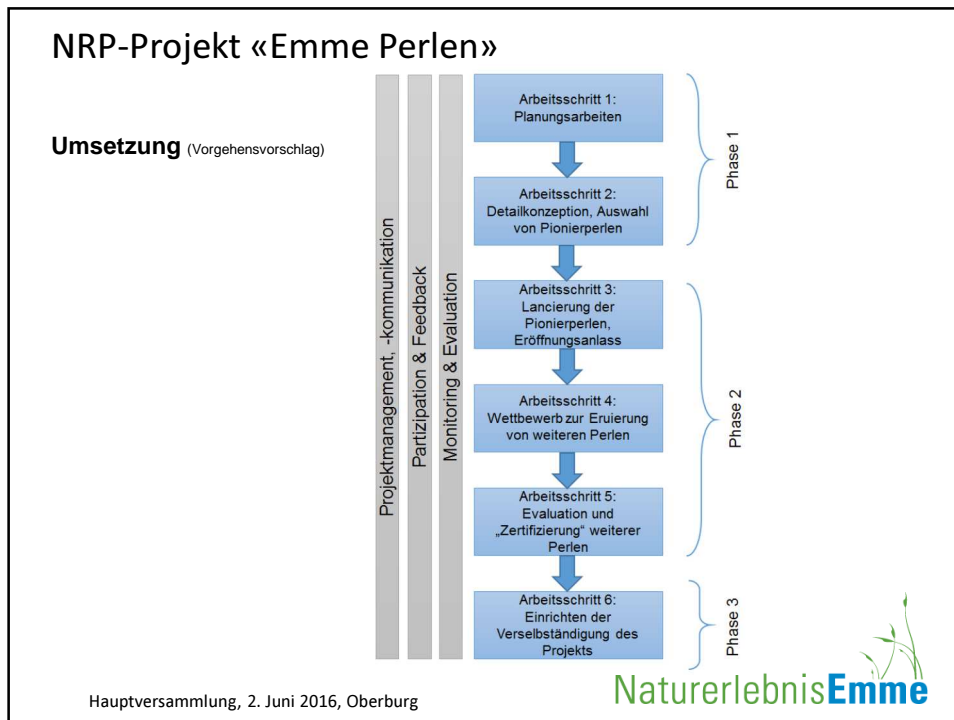 NRP-Projekt «Emme Perlen»
Umsetzung (Vorgehensvorschlag)
Projektmanagement, -kommunikation
Partizipation & Feedback
Monitoring & Evaluation
Arbeitsschritt 1:
Planungsarbeiten
Arbeitsschritt 2:
Detailkonzeption, Auswahl
von Pionierperlen
Phase 1
Arbeitsschritt 3:
Lancierung der
Pionierperlen,
Eröffnungsanlass
Arbeitsschritt 4:
Wettbewerb zur Eruierung
von weiteren Perlen
Arbeitsschritt 5:
Evaluation und
„Zertifizierung“ weiterer
Perlen
Phase 2
Arbeitsschritt 6:
Einrichten der
Verselbständigung des
Projekts
Phase 3
Hauptversammlung, 2. Juni 2016, Oberburg
NaturerlebnisEmme